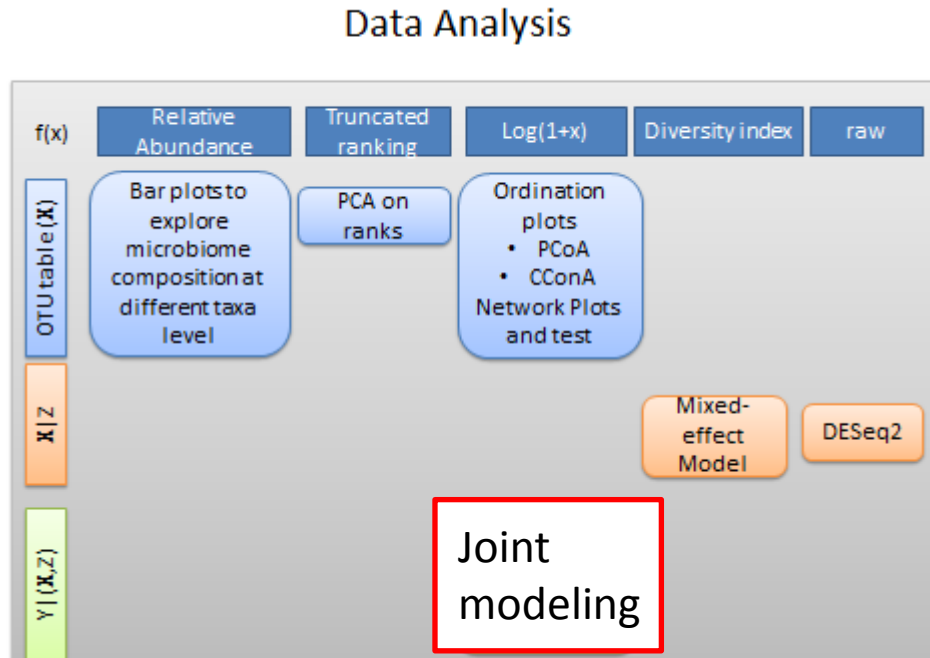 Data Analysis
f(x)
Relative
Abundance
Truncated
ranking
Log(1+x)
Diversity index
raw
OTU table (X)
Bar plots to
explore
microbiome
composition at
different taxa
level
PCA on
ranks
Ordination
plots
• PCoA
• CConA
Network Plots
and test
X|Z
Mixed-
effect
Model
DESeq2
Y|(X,Z)
Joint
modeling